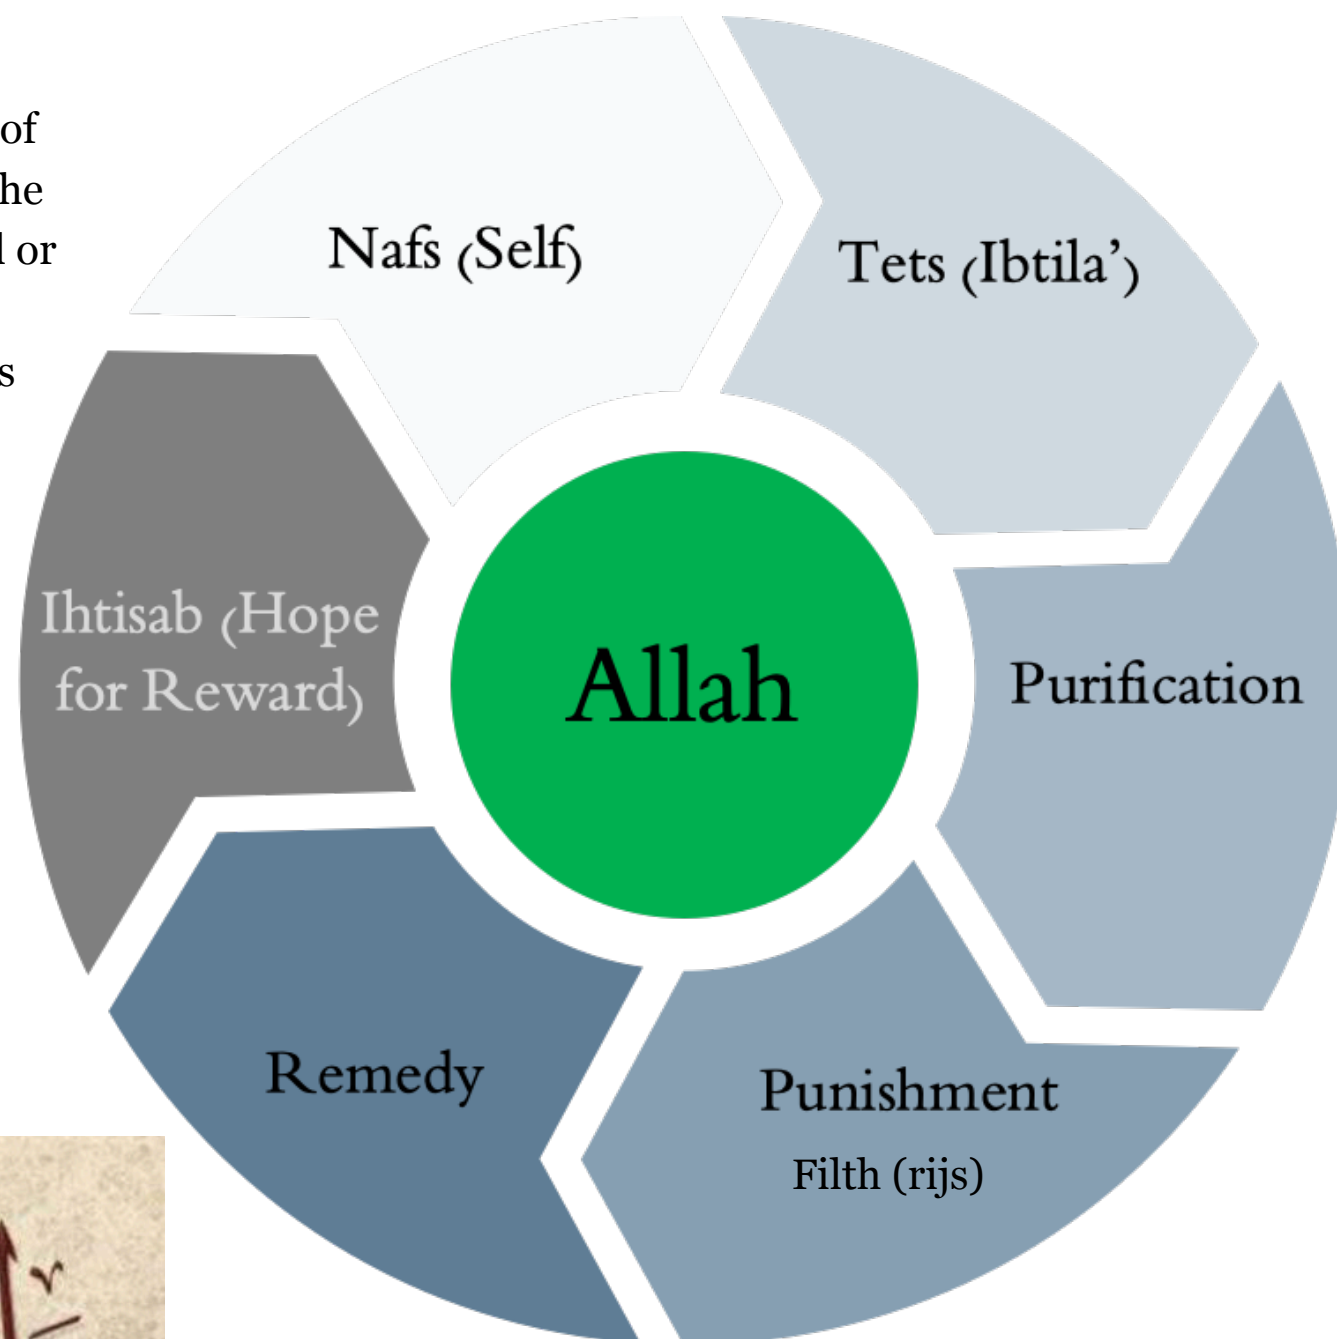 of
he
or
s
Nafs (Self)
Tets (Ibtila’)
Purification
Punishment
Filth (rijs)
Remedy
Ihtisab (Hope
for Reward)
Allah